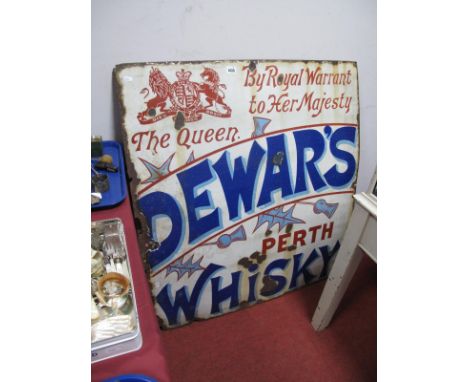 By Royal Warrant
to Her Majesty
The Queen.
DEWAR'S
PERTH
WHISKY